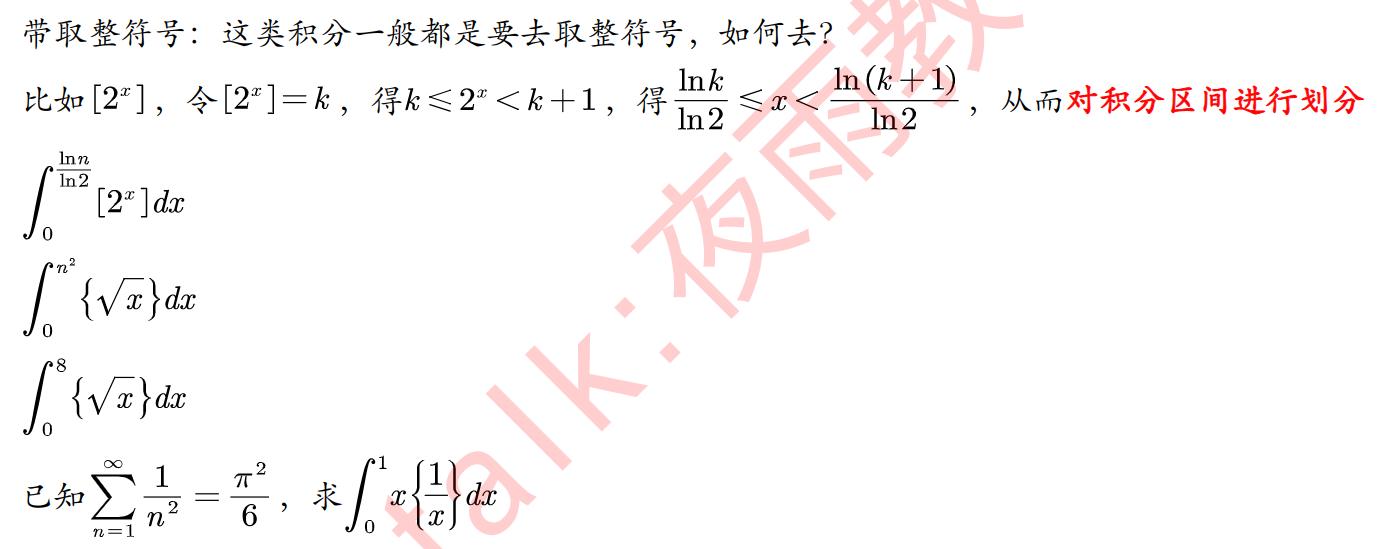 带取整符号：这类积分一般都是要去取整符号，如何去？
比如 $[2^x]$，令 $[2^x]=k$，得 $k\leqslant 2^x<k+1$，得 $\frac{\ln k}{\ln 2}\leqslant x<\frac{\ln(k+1)}{\ln 2}$，从而对积分区间进行划分
$\int_0^{\frac{\ln n}{\ln 2}}[2^x]dx$
$\int_0^{n^2}\{\sqrt{x}\}dx$
$\int_0^8\{\sqrt{x}\}dx$
已知 $\sum_{n=1}^{\infty}\frac{1}{n^2}=\frac{\pi^2}{6}$，求 $\int_0^1 x\left\{\frac{1}{x}\right\}dx$
talk:夜雨教